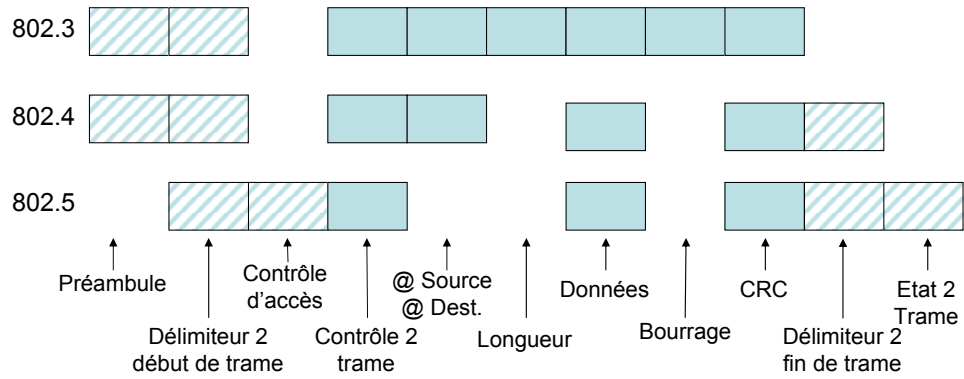 802.3
802.4
802.5
Préambule
Délimiteur 2
début de trame
Contrôle
d’accès
Contrôle 2
trame
@ Source
@ Dest.
Longueur
Données
Bourrage
CRC
Délimiteur 2
fin de trame
Etat 2
Trame